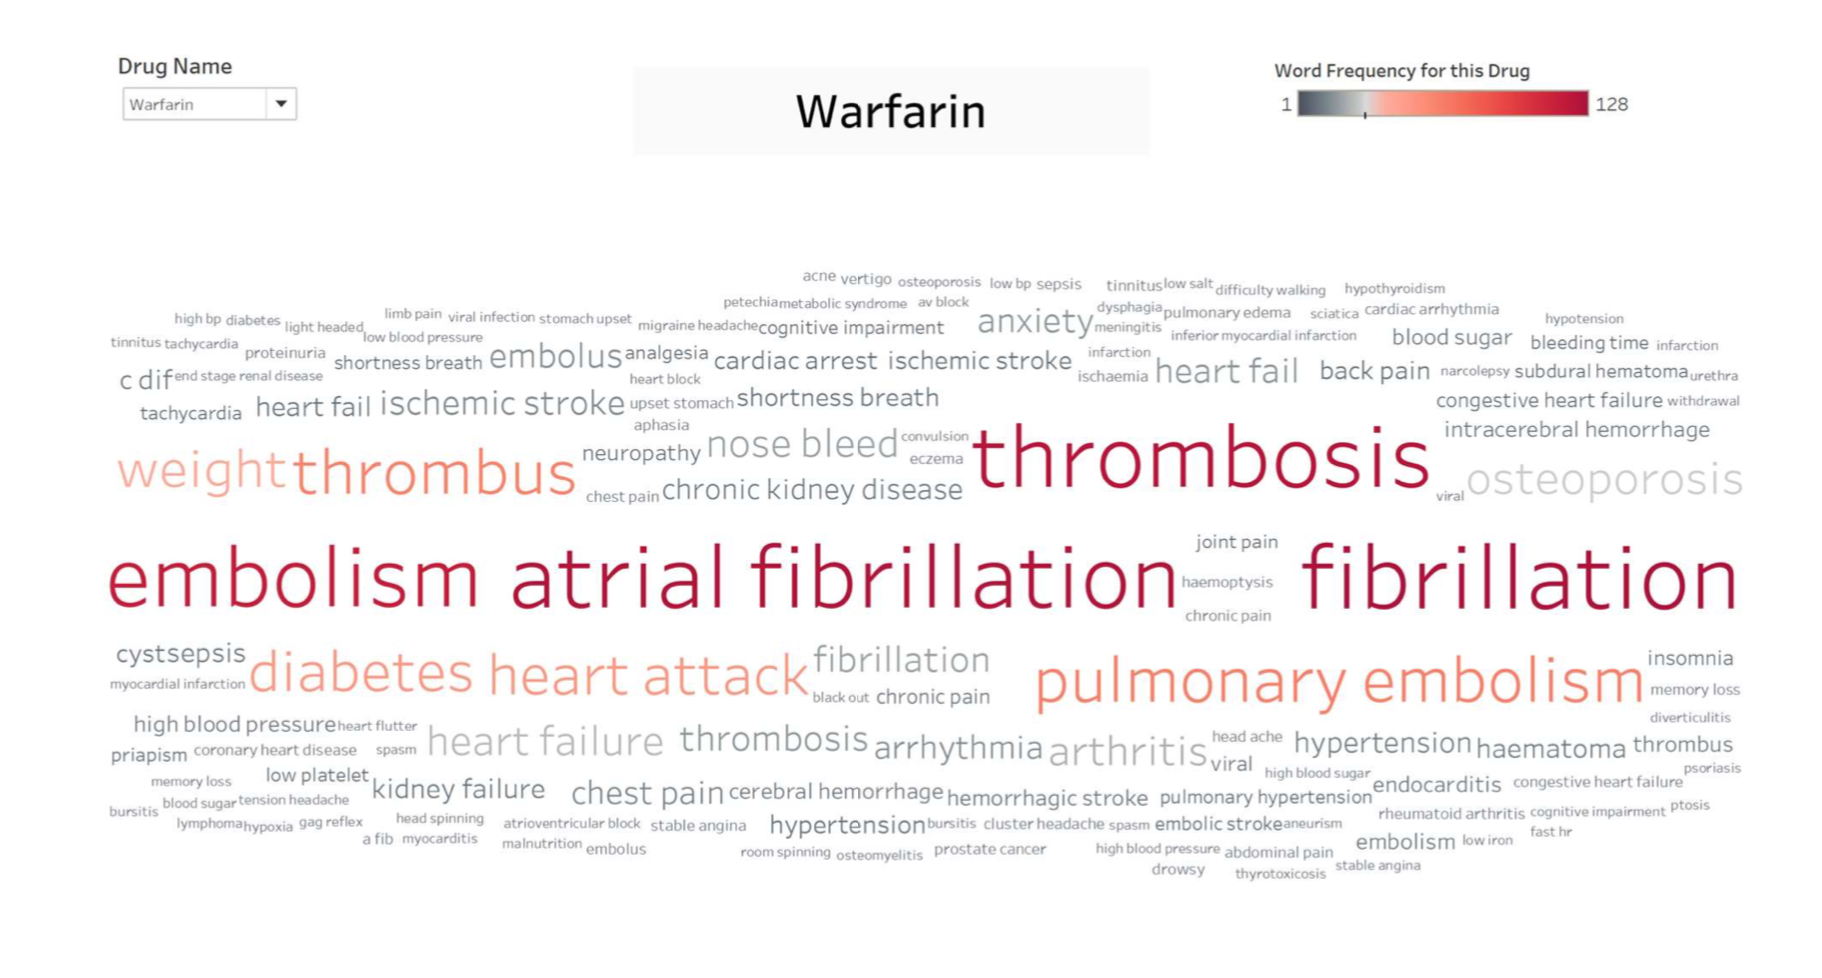 Drug Name
Warfarin
Warfarin
Word Frequency for this Drug
1 128
acne vertigo osteoporosis low bp sepsis tinnitus low salt difficulty walking hypothyroidism
petechia metabolic syndrome av block dysphagia pulmonary edema sciatica cardiac arrhythmia
high bp diabetes light headed limb pain viral infection stomach upset migraine headache cognitive impairment anxiety meningitis inferior myocardial infarction blood sugar hypotension
tinnitus tachycardia proteinuria low blood pressure bleeding time infarction
shortness breath embolus analgesia cardiac arrest ischemic stroke infarction
c dif end stage renal disease heart block ischaemia heart fail back pain narcolepsy subdural hematoma urethra
tachycardia heart fail ischemic stroke upset stomach shortness breath congestive heart failure withdrawal
aphasia intracerebral hemorrhage
weight thrombus neuropathy nose bleed convulsion thrombosis
eczema
chest pain chronic kidney disease viral osteoporosis
embolism atrial fibrillation joint pain fibrillation
haemoptysis
chronic pain
cystsepsis diabetes heart attack fibrillation pulmonary embolism insomnia
myocardial infarction black out chronic pain memory loss
high blood pressure heart flutter diverticulitis
priapism coronary heart disease spasm heart failure thrombosis arrhythmia arthritis head ache hypertension haematoma thrombus
viral
memory loss low platelet kidney failure chest pain cerebral hemorrhage hemorrhagic stroke pulmonary hypertension high blood sugar endocarditis congestive heart failure psoriasis
bursitis blood sugar tension headache rheumatoid arthritis cognitive impairment ptosis
lymphoma hypoxia gag reflex head spinning atrioventricular block stable angina hypertension bursitis cluster headache spasm embolic stroke aneurism fast hr
a fib myocarditis malnutrition embolus room spinning osteomyelitis prostate cancer high blood pressure abdominal pain embolism low iron
drowsy thyrotoxicosis stable angina